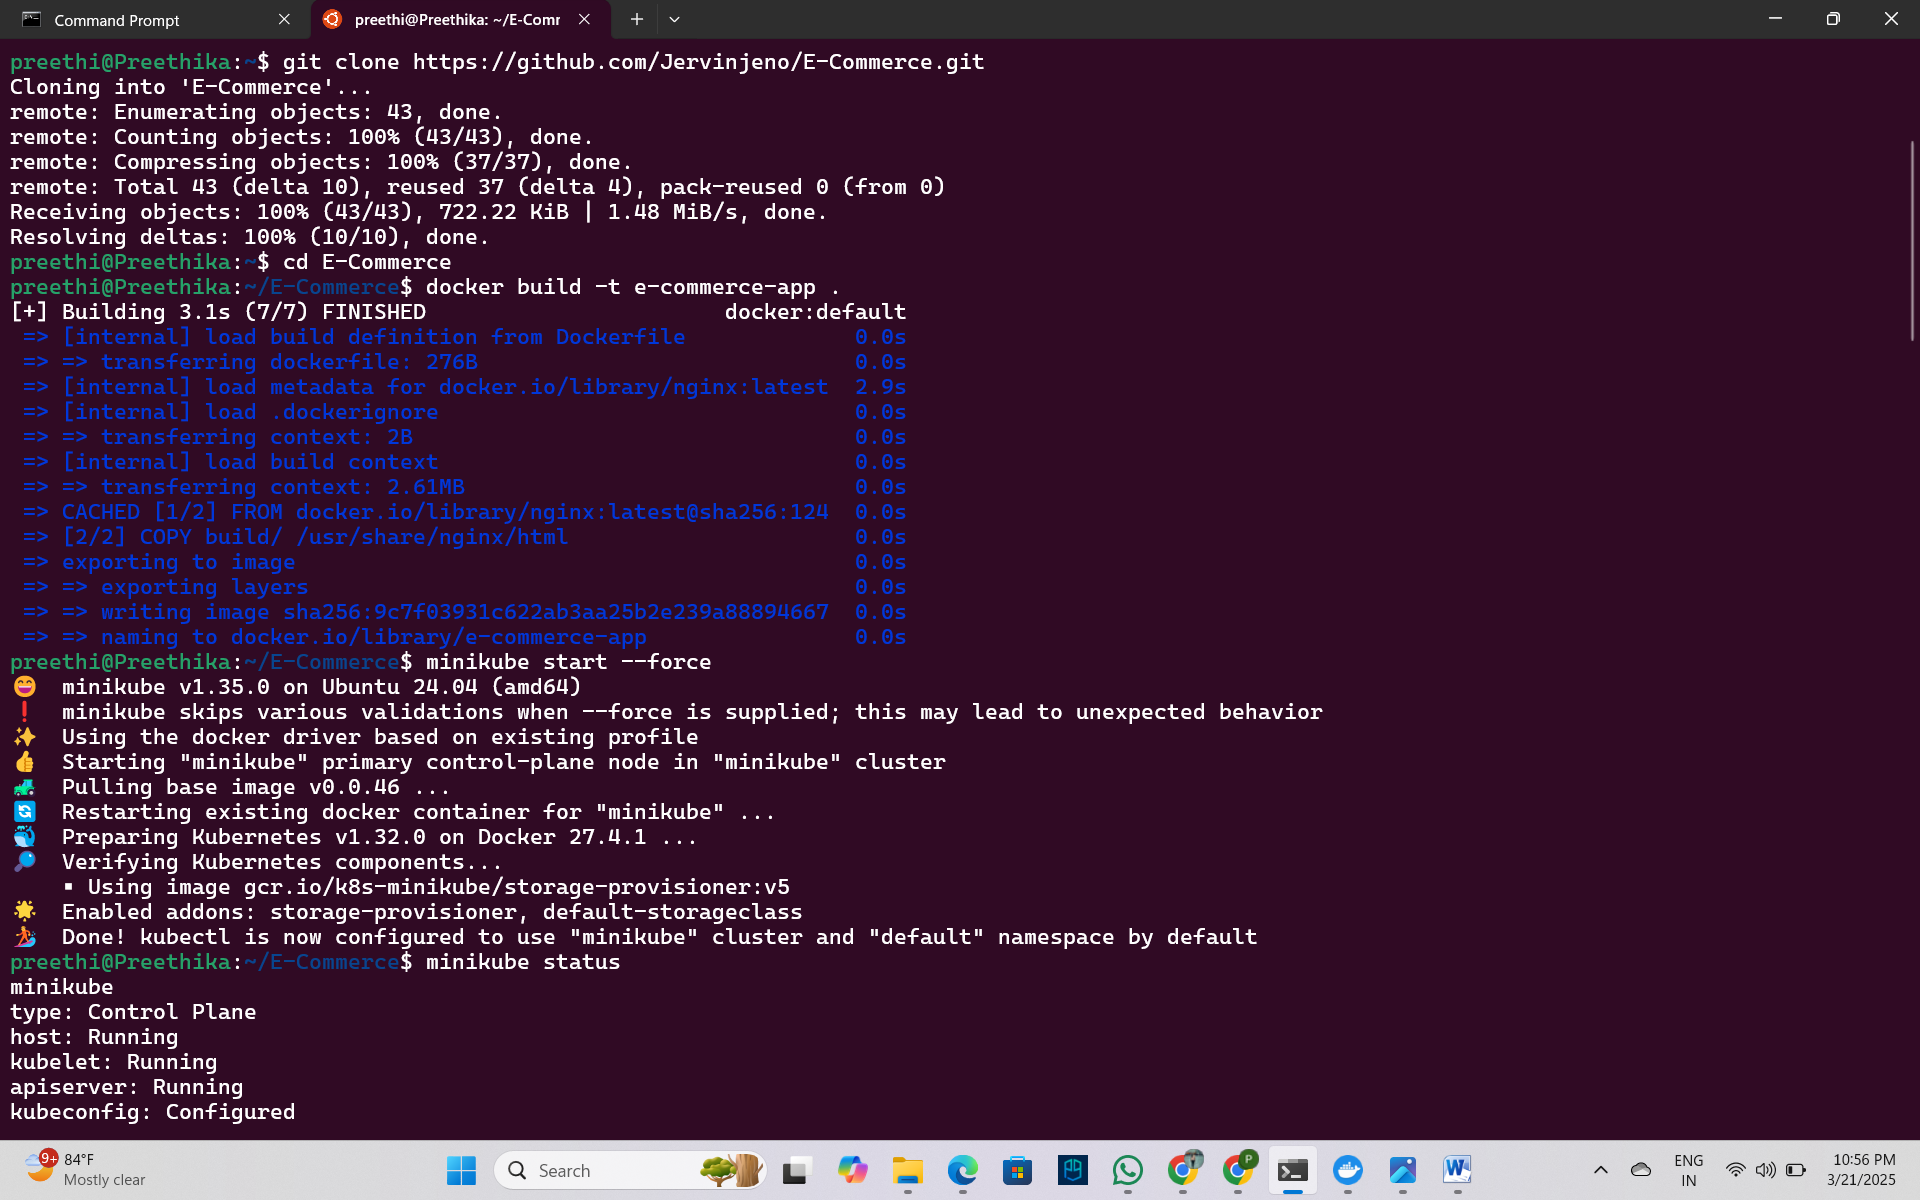 Command Prompt
preethi@Preethika: ~/E-Comr
preethi@Preethika:~$ git clone https://github.com/Jervinjeno/E-Commerce.git
Cloning into 'E-Commerce'...
remote: Enumerating objects: 43, done.
remote: Counting objects: 100% (43/43), done.
remote: Compressing objects: 100% (37/37), done.
remote: Total 43 (delta 10), reused 37 (delta 4), pack-reused 0 (from 0)
Receiving objects: 100% (43/43), 722.22 KiB | 1.48 MiB/s, done.
Resolving deltas: 100% (10/10), done.
preethi@Preethika:~$ cd E-Commerce
preethi@Preethika:~/E-Commerce$ docker build -t e-commerce-app .
[+] Building 3.1s (7/7) FINISHED docker:default
=> [internal] load build definition from Dockerfile 0.0s
=> => transferring dockerfile: 276B 0.0s
=> [internal] load metadata for docker.io/library/nginx:latest 2.9s
=> [internal] load .dockerignore 0.0s
=> => transferring context: 2B 0.0s
=> [internal] load build context 0.0s
=> => transferring context: 2.61MB 0.0s
=> CACHED [1/2] FROM docker.io/library/nginx:latest@sha256:124 0.0s
=> [2/2] COPY build/ /usr/share/nginx/html 0.0s
=> exporting to image 0.0s
=> => exporting layers 0.0s
=> => writing image sha256:9c7f03931c622ab3aa25b2e239a88894667 0.0s
=> => naming to docker.io/library/e-commerce-app 0.0s
preethi@Preethika:~/E-Commerce$ minikube start --force
😄 minikube v1.35.0 on Ubuntu 24.04 (amd64)
❗ minikube skips various validations when --force is supplied; this may lead to unexpected behavior
✨ Using the docker driver based on existing profile
👍 Starting "minikube" primary control-plane node in "minikube" cluster
🚜 Pulling base image v0.0.46 ...
🔄 Restarting existing docker container for "minikube" ...
🐳 Preparing Kubernetes v1.32.0 on Docker 27.4.1 ...
🔎 Verifying Kubernetes components...
▪ Using image gcr.io/k8s-minikube/storage-provisioner:v5
🌟 Enabled addons: storage-provisioner, default-storageclass
🏄 Done! kubectl is now configured to use "minikube" cluster and "default" namespace by default
preethi@Preethika:~/E-Commerce$ minikube status
minikube
type: Control Plane
host: Running
kubelet: Running
apiserver: Running
kubeconfig: Configured
9+
84°F
Mostly clear
Search
P
ENG
IN
10:56 PM
3/21/2025